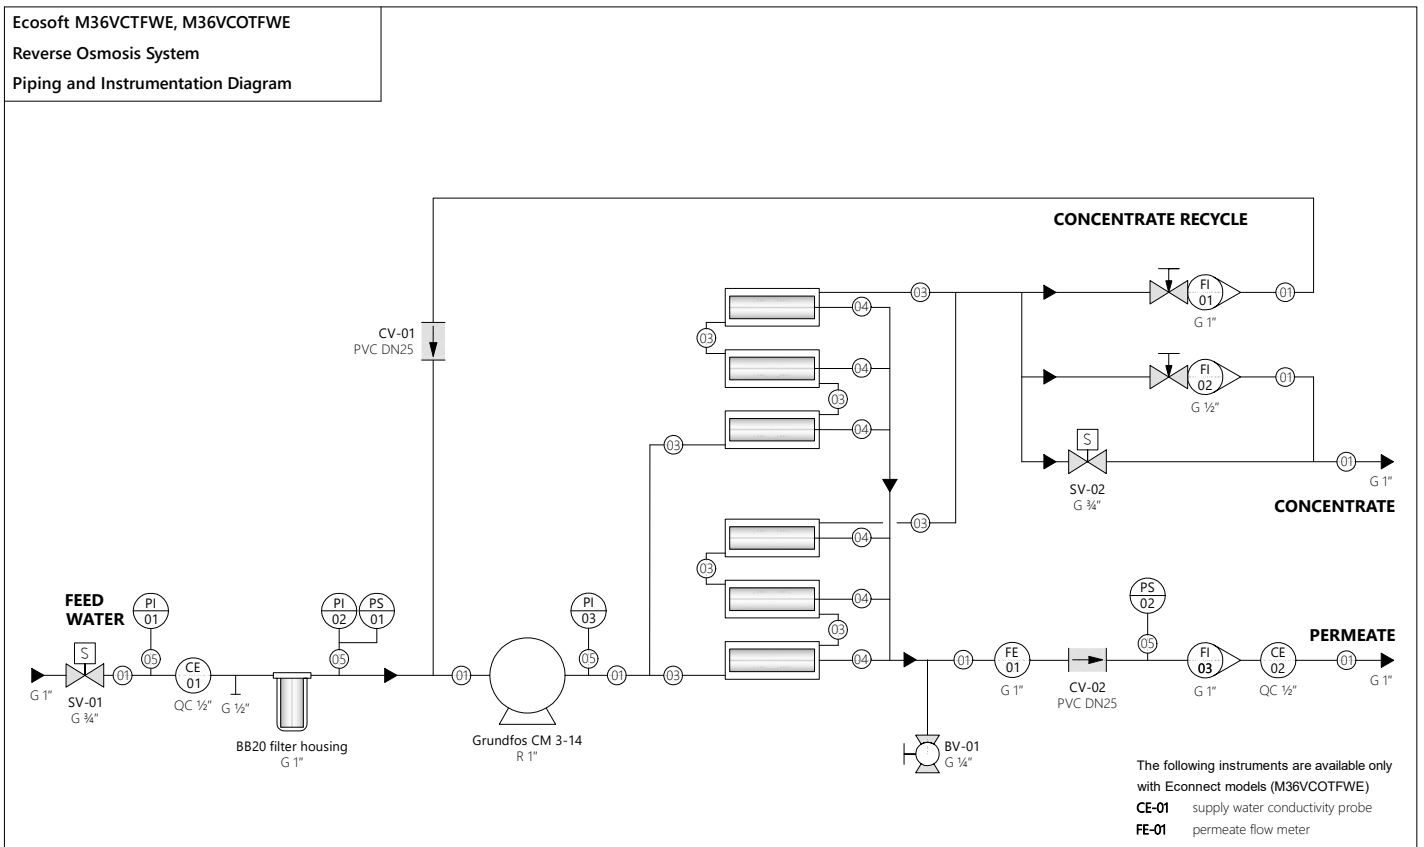 Ecosoft M36VCTFWE, M36VCOTFWE
Reverse Osmosis System
Piping and Instrumentation Diagram
CONCENTRATE RECYCLE
FI
01
G 1"
01
03
04
CV-01
PVC DN25
03
04
03
FI
02
G ½"
01
04
03
S
SV-02
G ¾"
01
G 1"
CONCENTRATE
03
04
03
04
03
04
FEED
WATER
S
SV-01
G ¾"
G 1"
01
PI
01
05
CE
01
QC ½"
G ½"
BB20 filter housing
G 1"
PI
02
PS
01
05
01
Grundfos CM 3-14
R 1"
PI
03
05
01
03
01
FE
01
G 1"
CV-02
PVC DN25
PS
02
05
FI
03
G 1"
CE
02
QC ½"
PERMEATE
01
G 1"
BV-01
G ¼"
The following instruments are available only
with Econnect models (M36VCOTFWE)
CE-01 supply water conductivity probe
FE-01 permeate flow meter